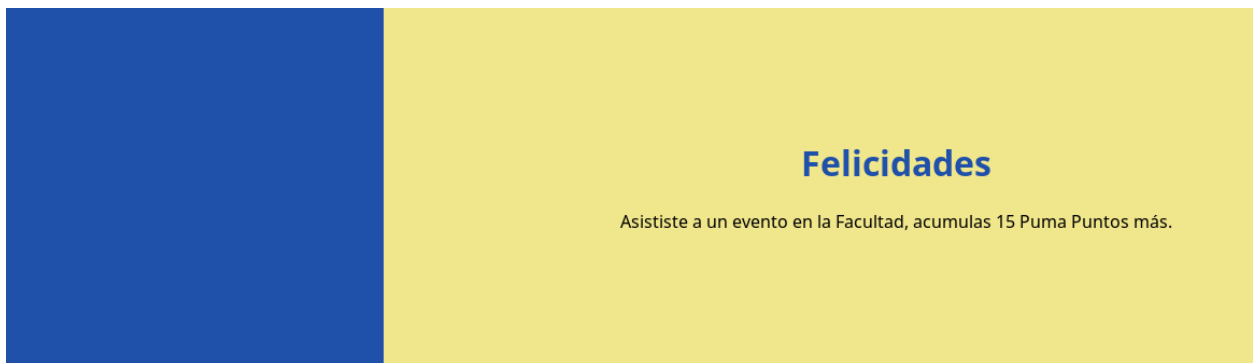 Felicidades
Asististe a un evento en la Facultad, acumulas 15 Puma Puntos más.